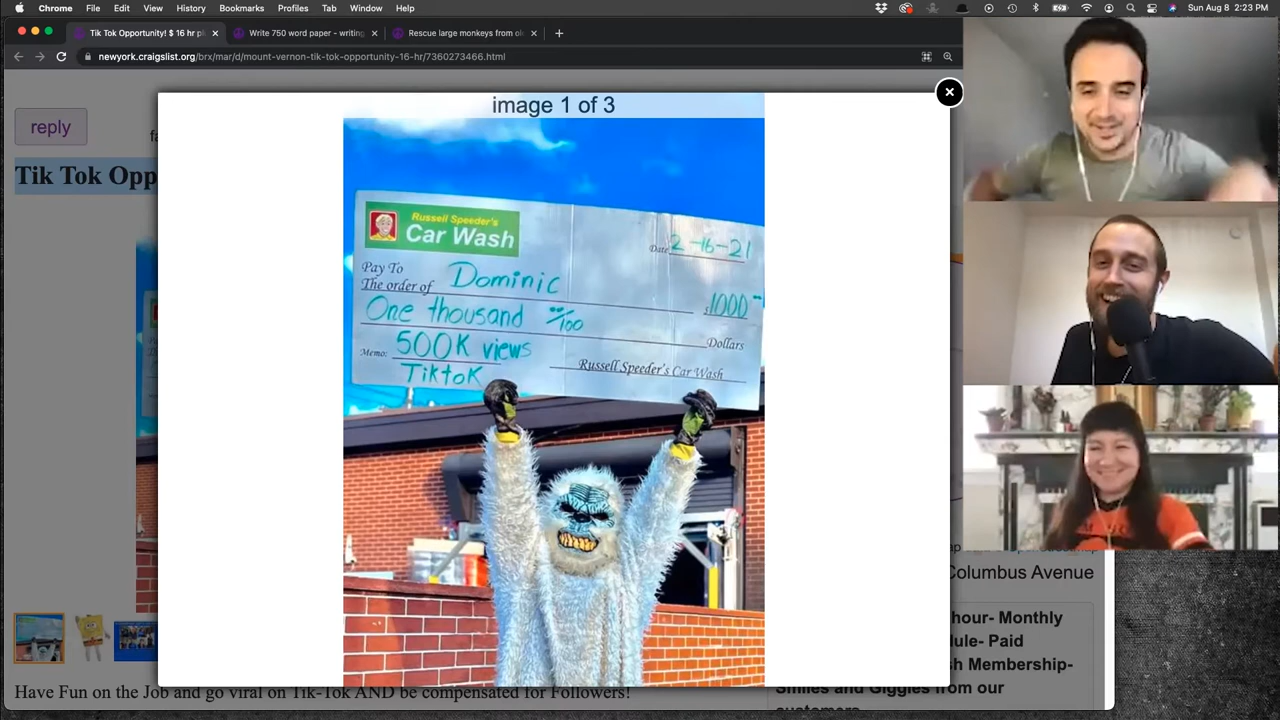 Chrome File Edit View History Bookmarks Profiles Tab Window Help
Sun Aug 8 2:23 PM
Tik Tok Opportunity! $ 16 hr
Write 750 word paper - writing
Rescue large monkeys from
newyork.craigslist.org/brx/mar/d/mount-vernon-tik-tok-opportunity-16-hr/7360273466.html
image 1 of 3
reply
Tik Tok Opp
Russell Speeder's
Car Wash
Date 2-16-21
Pay To
The order of Dominic
$1000
One thousand 00/100
Dollars
Memo: 500K views
TiktoK
Russell Speeder's Car Wash
Columbus Avenue
hour- Monthly
Paid
Membership-
Smiles and Giggles from our
customers
Have Fun on the Job and go viral on Tik-Tok AND be compensated for Followers!